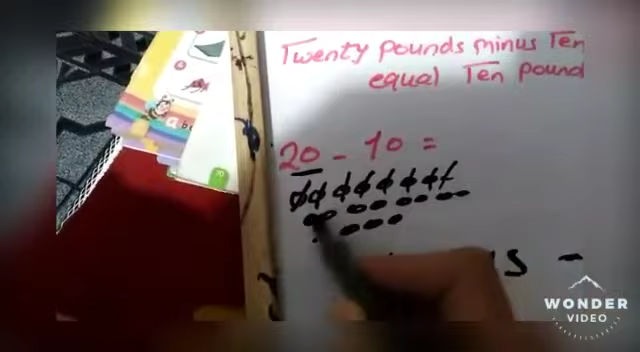 Twenty pounds minus Ten
equal Ten pound
20 - 10 =
s -
WONDER
VIDEO